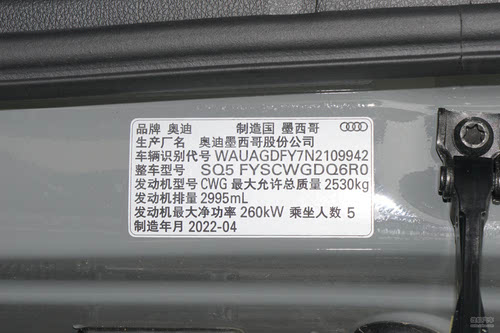 品牌 奥迪 制造国 墨西哥
生产厂名 奥迪墨西哥股份公司
车辆识别代号 WAUAGDFY7N2109942
整车型号 SQ5 FYSCWGDQ6R0
发动机型号 CWG 最大允许总质量 2530kg
发动机排量 2995mL
发动机最大净功率 260kW 乘坐人数 5
制造年月 2022-04